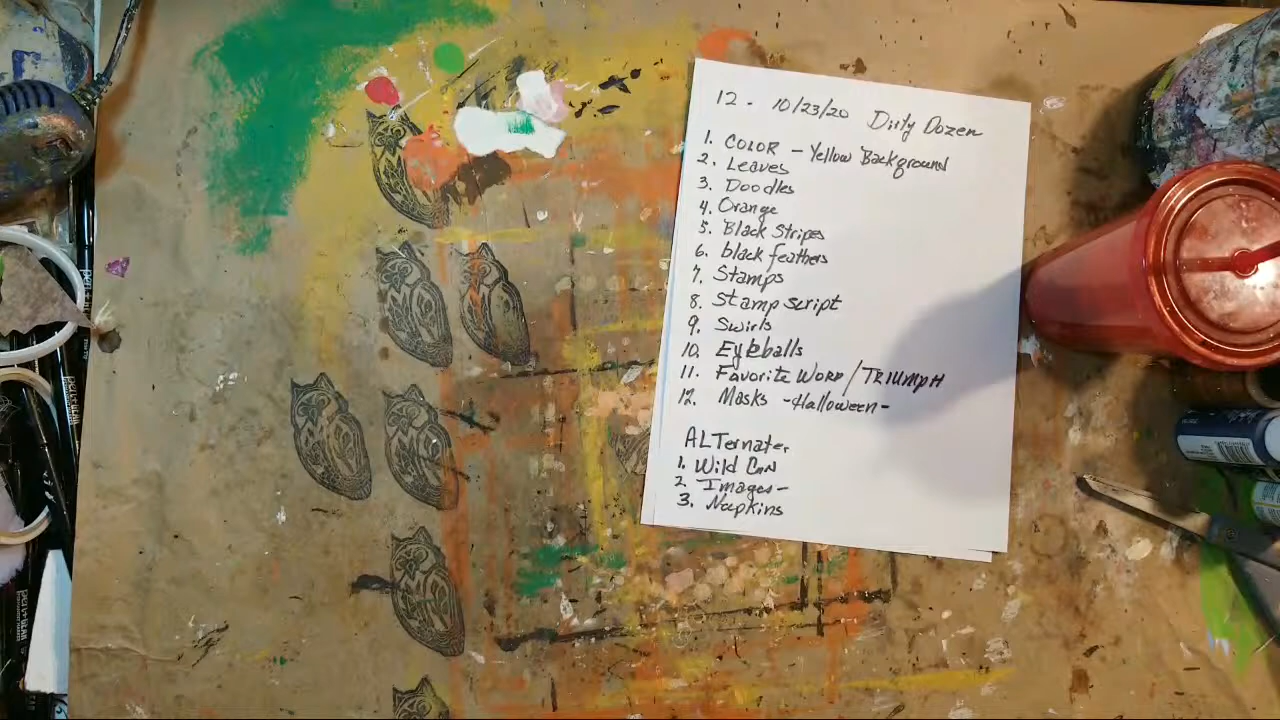 12 - 10/23/20 Dirty Dozen
1. COLOR - Yellow Background
2. Leaves
3. Doodles
4. Orange
5. Black Stripes
6. black feathers
7. Stamps
8. Stamp script
9. Swirls
10. Eyeballs
11. Favorite WORD / TRIUMPH
12. Masks - Halloween -
ALTernate.
1. Wild
2. Images -
3. Napkins